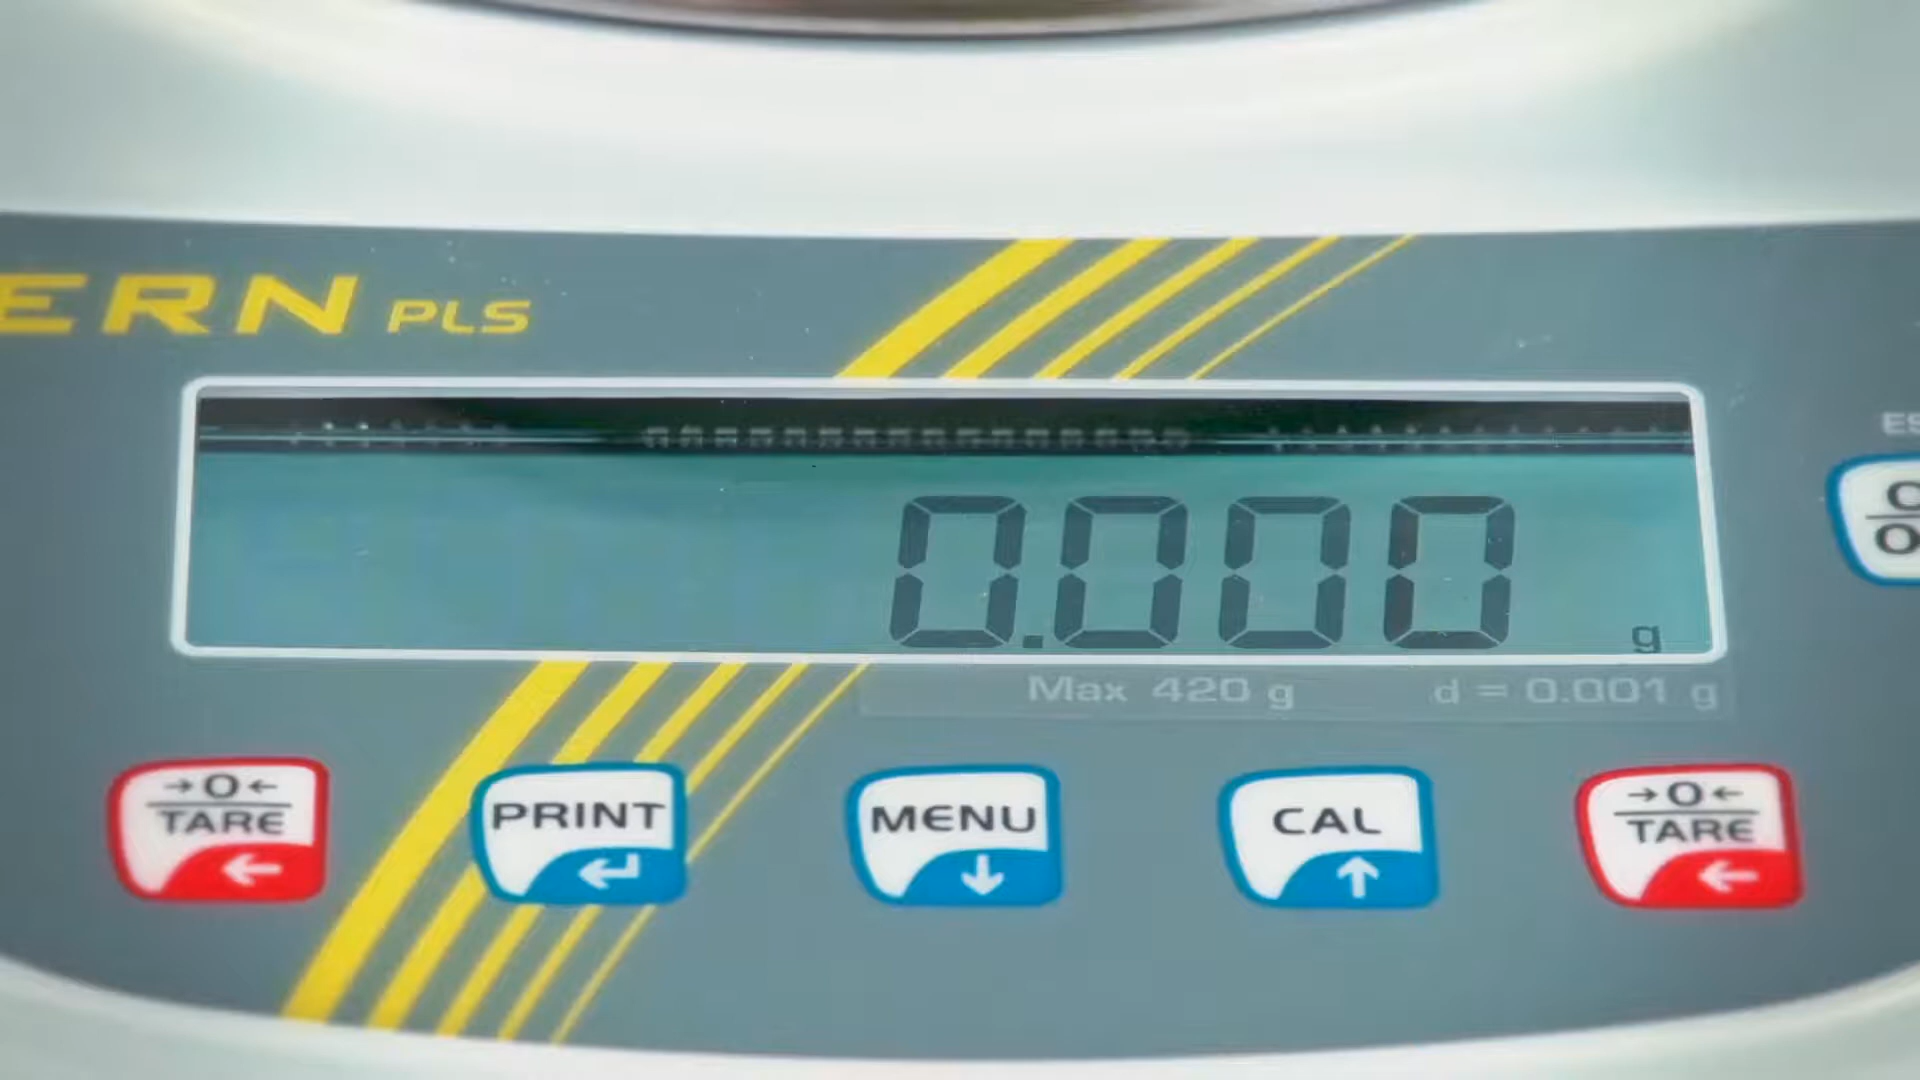 ERN PLS
0.000 g
Max 420 g d = 0.001 g
→0← TARE
PRINT
MENU
CAL
→0← TARE